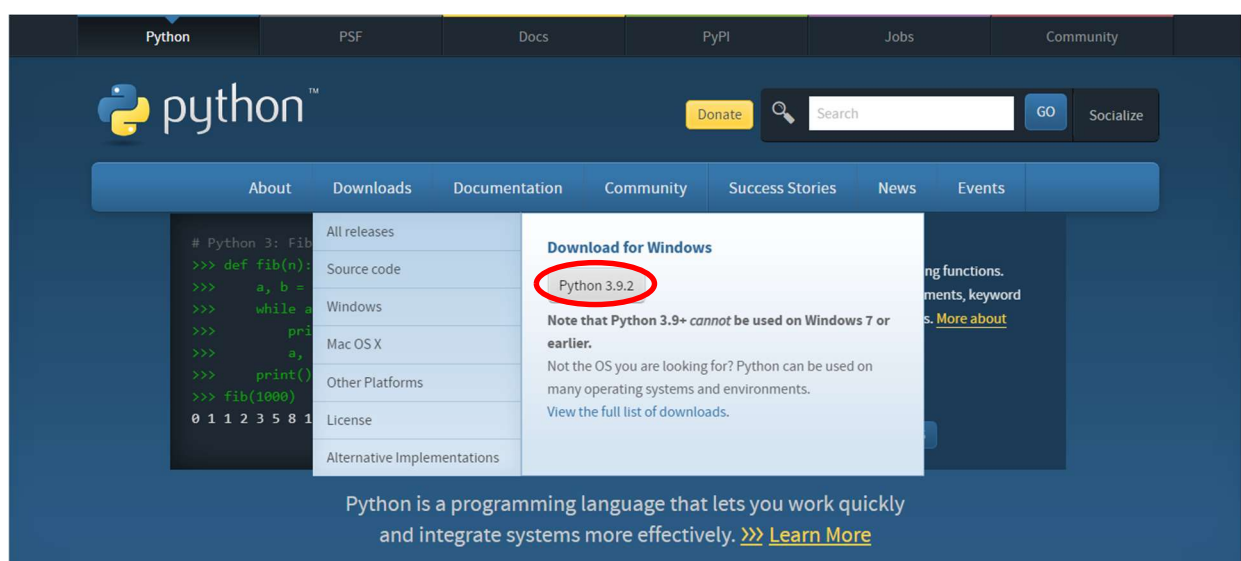 Python PSF Docs PyPI Jobs Community
python™
Donate Search GO Socialize
About Downloads Documentation Community Success Stories News Events
# Python 3: Fib
>>> def fib(n):
>>> a, b =
>>> while a
>>> pri
>>> a,
>>> print()
>>> fib(1000)
0 1 1 2 3 5 8 1
All releases
Source code
Windows
Mac OS X
Other Platforms
License
Alternative Implementations
Download for Windows
Python 3.9.2
Note that Python 3.9+ cannot be used on Windows 7 or
earlier.
Not the OS you are looking for? Python can be used on
many operating systems and environments.
View the full list of downloads.
ng functions.
ments, keyword
s. More about
Python is a programming language that lets you work quickly
and integrate systems more effectively. >>> Learn More